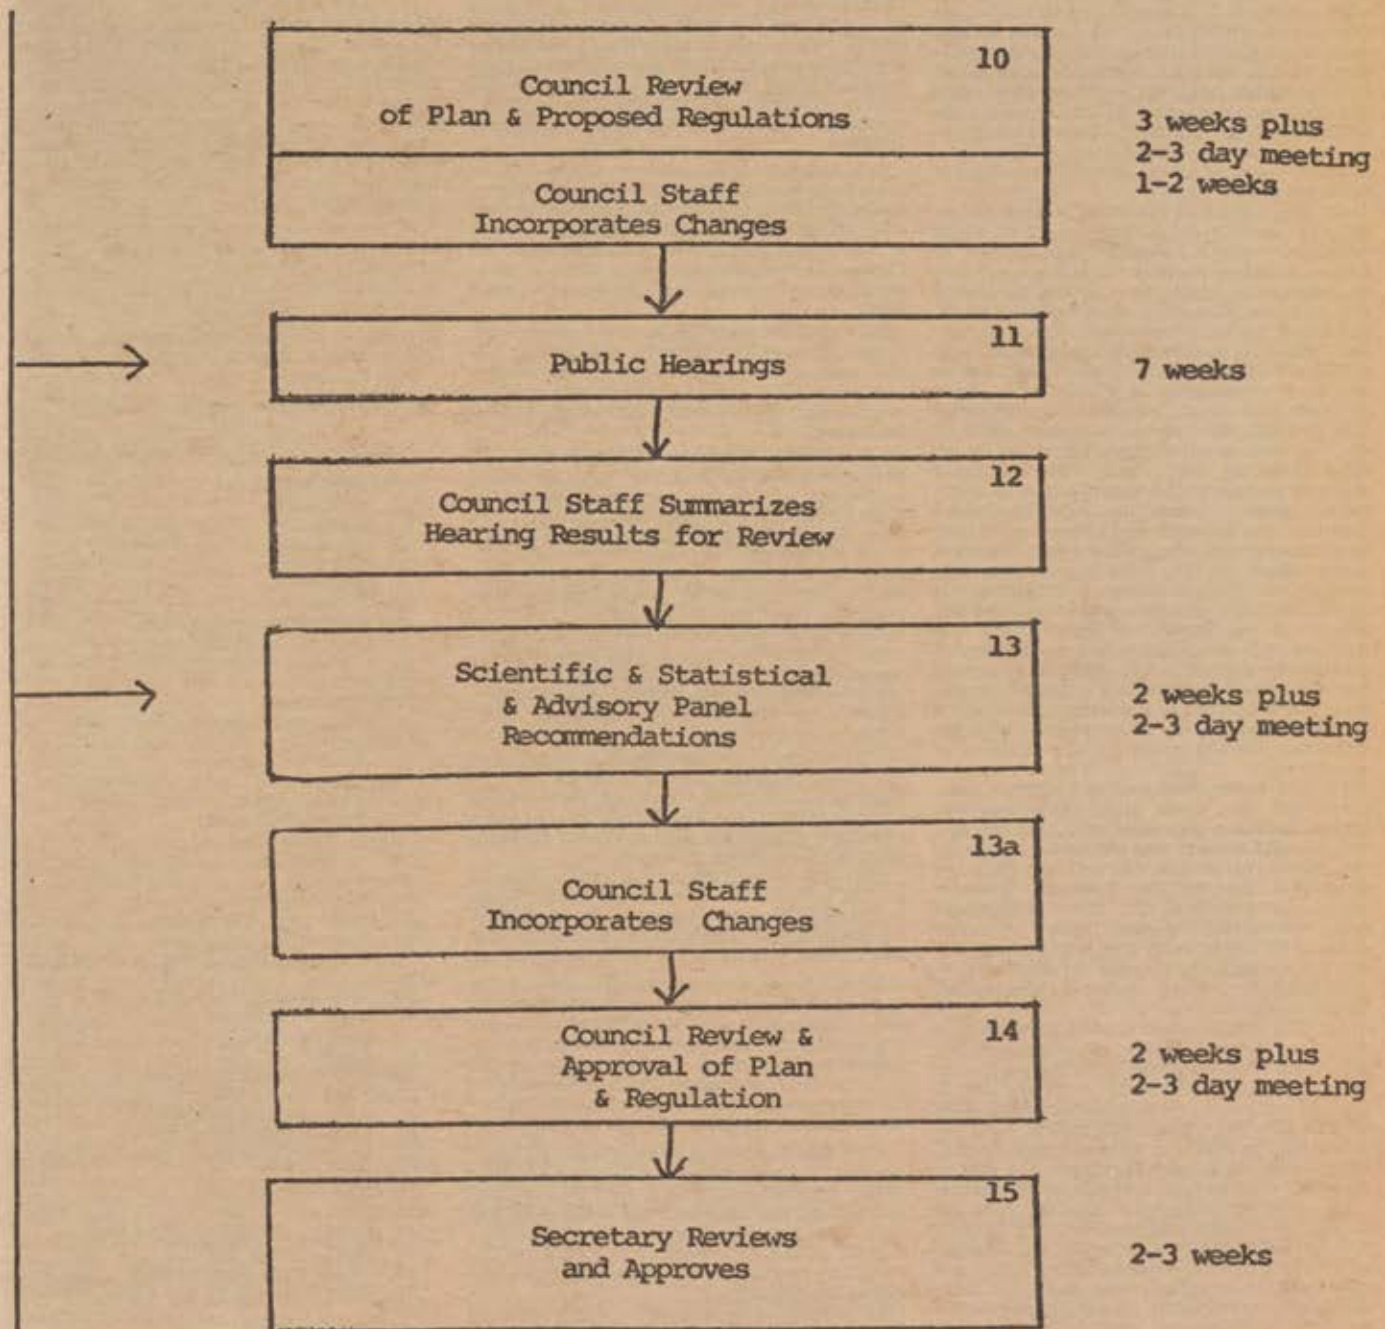 10
Council Review
of Plan & Proposed Regulations
3 weeks plus
2-3 day meeting
1-2 weeks
Council Staff
Incorporates Changes
11
Public Hearings
7 weeks
12
Council Staff Summarizes
Hearing Results for Review
13
Scientific & Statistical
& Advisory Panel
Recommendations
2 weeks plus
2-3 day meeting
13a
Council Staff
Incorporates Changes
14
Council Review &
Approval of Plan
& Regulation
2 weeks plus
2-3 day meeting
15
Secretary Reviews
and Approves
2-3 weeks